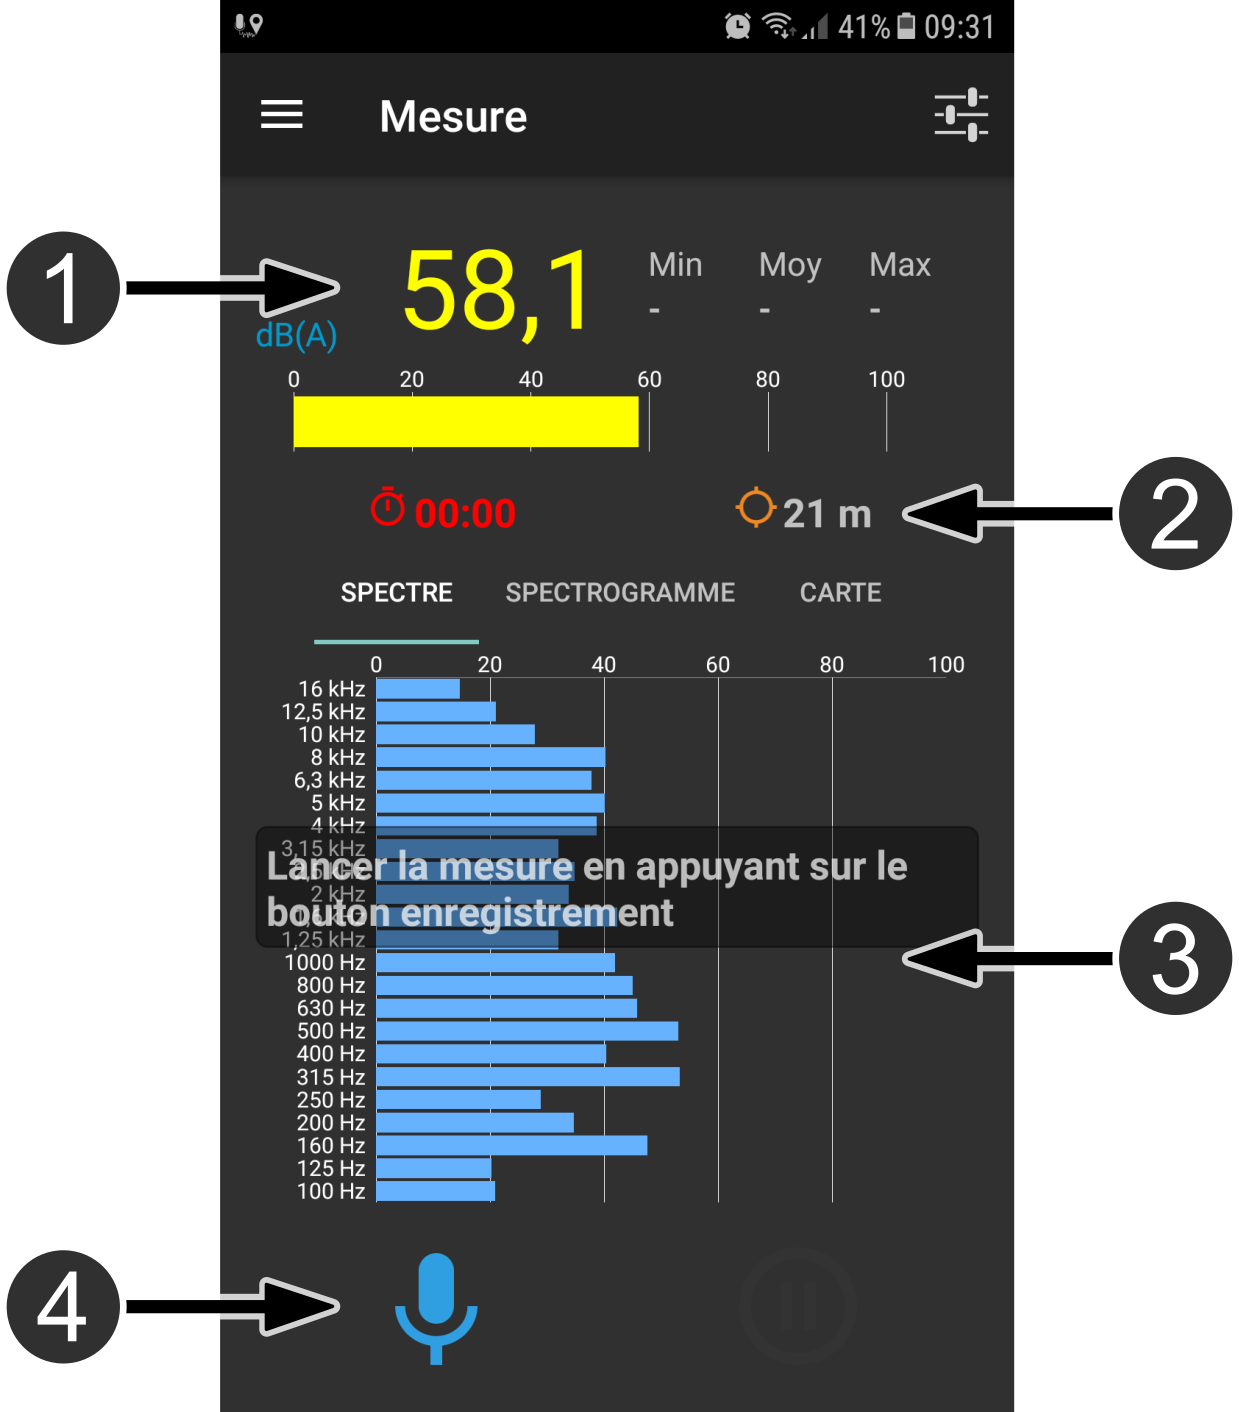 41% 09:31
Mesure
1
58,1
Min Moy Max
- - -
dB(A)
0 20 40 60 80 100
00:00
21 m
2
SPECTRE SPECTROGRAMME CARTE
0 20 40 60 80 100
16 kHz
12,5 kHz
10 kHz
8 kHz
6,3 kHz
5 kHz
4 kHz
3,15 kHz
Lancer la mesure en appuyant sur le
2 kHz
bouton enregistrement
1,25 kHz
3
1000 Hz
800 Hz
630 Hz
500 Hz
400 Hz
315 Hz
250 Hz
200 Hz
160 Hz
125 Hz
100 Hz
4